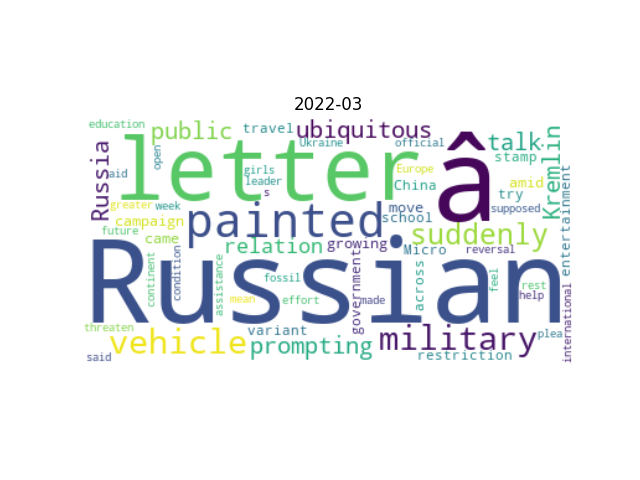 2022-03
education
public
travel
ubiquitous
official
Kremlin
Ukraine
â
talk
letter
open
stamp
Russia
said
girls
leader
s
Europe
China
amid
try
entertainment
greater
week
painted
move
school
supposed
campaign
future
came
relation
growing
suddenly
Micro
reversal
Russian
continent
condition
assistance
fossil
government
across
feel
rest
help
mean
effort
made
international
threaten
vehicle
variant
prompting
military
restriction
plea
said